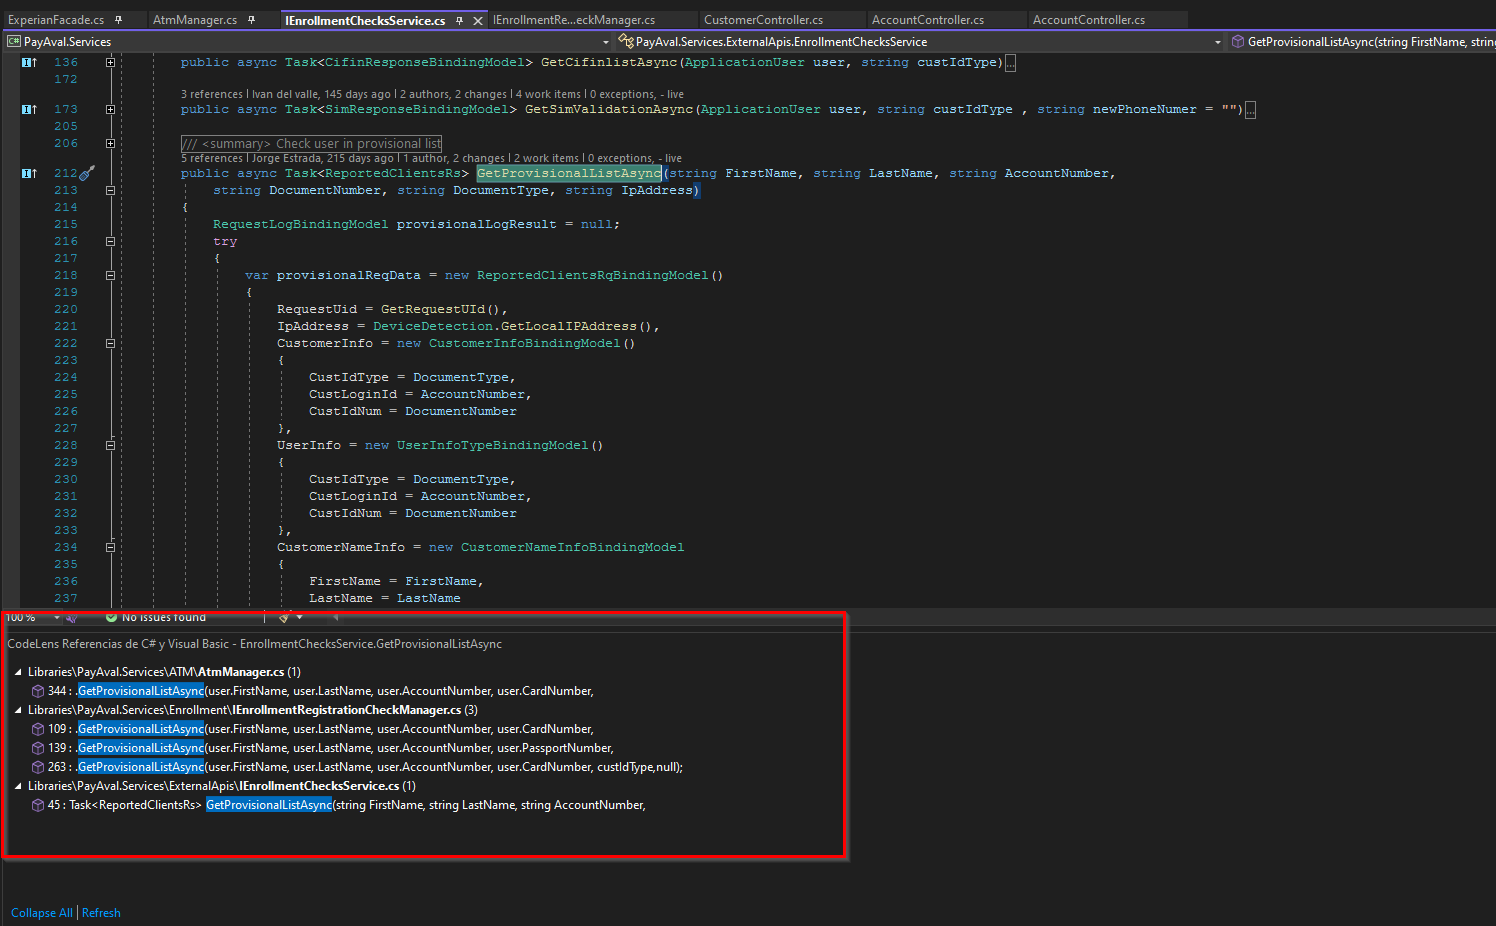 ExperianFacade.cs AtmManager.cs IEnrollmentChecksService.cs IEnrollmentRe...eckManager.cs CustomerController.cs AccountController.cs AccountController.cs
C# PayAval.Services PayAval.Services.ExternalApis.EnrollmentChecksService GetProvisionalListAsync(string FirstName, string
136 public async Task<CifinResponseBindingModel> GetCifinlistAsync(ApplicationUser user, string custIdType)...
172
3 references | Ivan del valle, 145 days ago | 2 authors, 2 changes | 4 work items | 0 exceptions, - live
173 public async Task<SimResponseBindingModel> GetSimValidationAsync(ApplicationUser user, string custIdType , string newPhoneNumer = "")...
205
206 /// <summary> Check user in provisional list
5 references | Jorge Estrada, 215 days ago | 1 author, 2 changes | 2 work items | 0 exceptions, - live
212 public async Task<ReportedClientsRs> GetProvisionalListAsync(string FirstName, string LastName, string AccountNumber,
213 string DocumentNumber, string DocumentType, string IpAddress)
214 {
215 RequestLogBindingModel provisionalLogResult = null;
216 try
217 {
218 var provisionalReqData = new ReportedClientsRqBindingModel()
219 {
220 RequestUid = GetRequestUId(),
221 IpAddress = DeviceDetection.GetLocalIPAddress(),
222 CustomerInfo = new CustomerInfoBindingModel()
223 {
224 CustIdType = DocumentType,
225 CustLoginId = AccountNumber,
226 CustIdNum = DocumentNumber
227 },
228 UserInfo = new UserInfoTypeBindingModel()
229 {
230 CustIdType = DocumentType,
231 CustLoginId = AccountNumber,
232 CustIdNum = DocumentNumber
233 },
234 CustomerNameInfo = new CustomerNameInfoBindingModel
235 {
236 FirstName = FirstName,
237 LastName = LastName
100 % No issues found
CodeLens Referencias de C# y Visual Basic - EnrollmentChecksService.GetProvisionalListAsync
Libraries\PayAval.Services\ATM\AtmManager.cs (1)
344 : .GetProvisionalListAsync(user.FirstName, user.LastName, user.AccountNumber, user.CardNumber,
Libraries\PayAval.Services\Enrollment\IEnrollmentRegistrationCheckManager.cs (3)
109 : .GetProvisionalListAsync(user.FirstName, user.LastName, user.AccountNumber, user.CardNumber,
139 : .GetProvisionalListAsync(user.FirstName, user.LastName, user.AccountNumber, user.PassportNumber,
263 : .GetProvisionalListAsync(user.FirstName, user.LastName, user.AccountNumber, user.CardNumber, custIdType,null);
Libraries\PayAval.Services\ExternalApis\IEnrollmentChecksService.cs (1)
45 : Task<ReportedClientsRs> GetProvisionalListAsync(string FirstName, string LastName, string AccountNumber,
Collapse All | Refresh